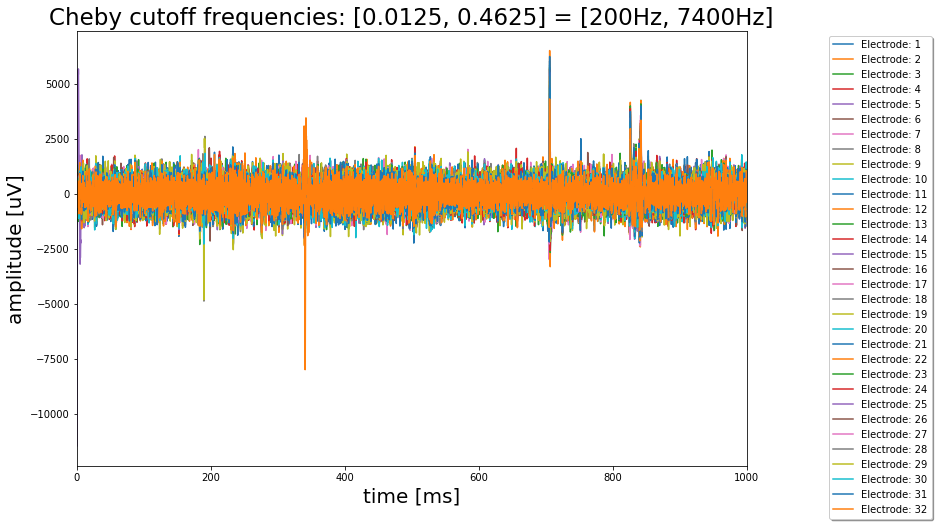 Cheby cutoff frequencies: [0.0125, 0.4625] = [200Hz, 7400Hz]
amplitude [uV]
5000
2500
0
−2500
−5000
−7500
−10000
0 200 400 600 800 1000
time [ms]
Electrode: 1
Electrode: 2
Electrode: 3
Electrode: 4
Electrode: 5
Electrode: 6
Electrode: 7
Electrode: 8
Electrode: 9
Electrode: 10
Electrode: 11
Electrode: 12
Electrode: 13
Electrode: 14
Electrode: 15
Electrode: 16
Electrode: 17
Electrode: 18
Electrode: 19
Electrode: 20
Electrode: 21
Electrode: 22
Electrode: 23
Electrode: 24
Electrode: 25
Electrode: 26
Electrode: 27
Electrode: 28
Electrode: 29
Electrode: 30
Electrode: 31
Electrode: 32